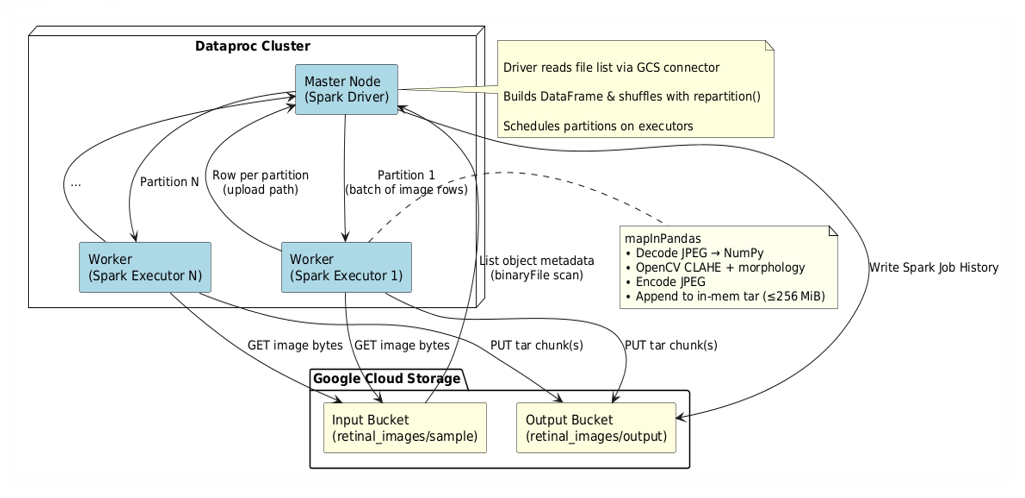 Dataproc Cluster
Master Node
(Spark Driver)
Driver reads file list via GCS connector
Builds DataFrame & shuffles with repartition()
Schedules partitions on executors
...
Partition N
Row per partition
(upload path)
Partition 1
(batch of image rows)
Worker
(Spark Executor N)
Worker
(Spark Executor 1)
List object metadata
(binaryFile scan)
mapInPandas
• Decode JPEG → NumPy
• OpenCV CLAHE + morphology
• Encode JPEG
• Append to in-mem tar (≤256 MiB)
Write Spark Job History
GET image bytes
GET image bytes
PUT tar chunk(s)
PUT tar chunk(s)
Google Cloud Storage
Input Bucket
(retinal_images/sample)
Output Bucket
(retinal_images/output)